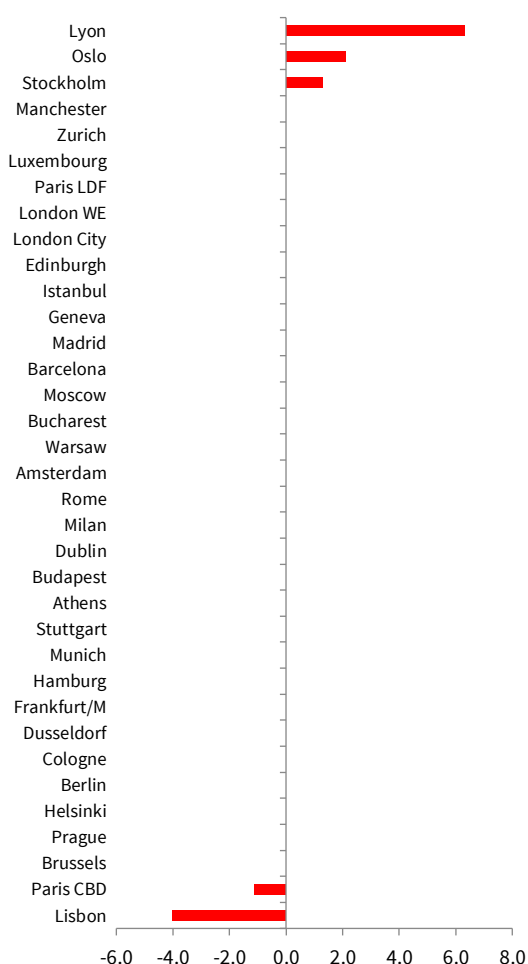 Lyon
Oslo
Stockholm
Manchester
Zurich
Luxembourg
Paris LDF
London WE
London City
Edinburgh
Istanbul
Geneva
Madrid
Barcelona
Moscow
Bucharest
Warsaw
Amsterdam
Rome
Milan
Dublin
Budapest
Athens
Stuttgart
Munich
Hamburg
Frankfurt/M
Dusseldorf
Cologne
Berlin
Helsinki
Prague
Brussels
Paris CBD
Lisbon
-6.0 -4.0 -2.0 0.0 2.0 4.0 6.0 8.0